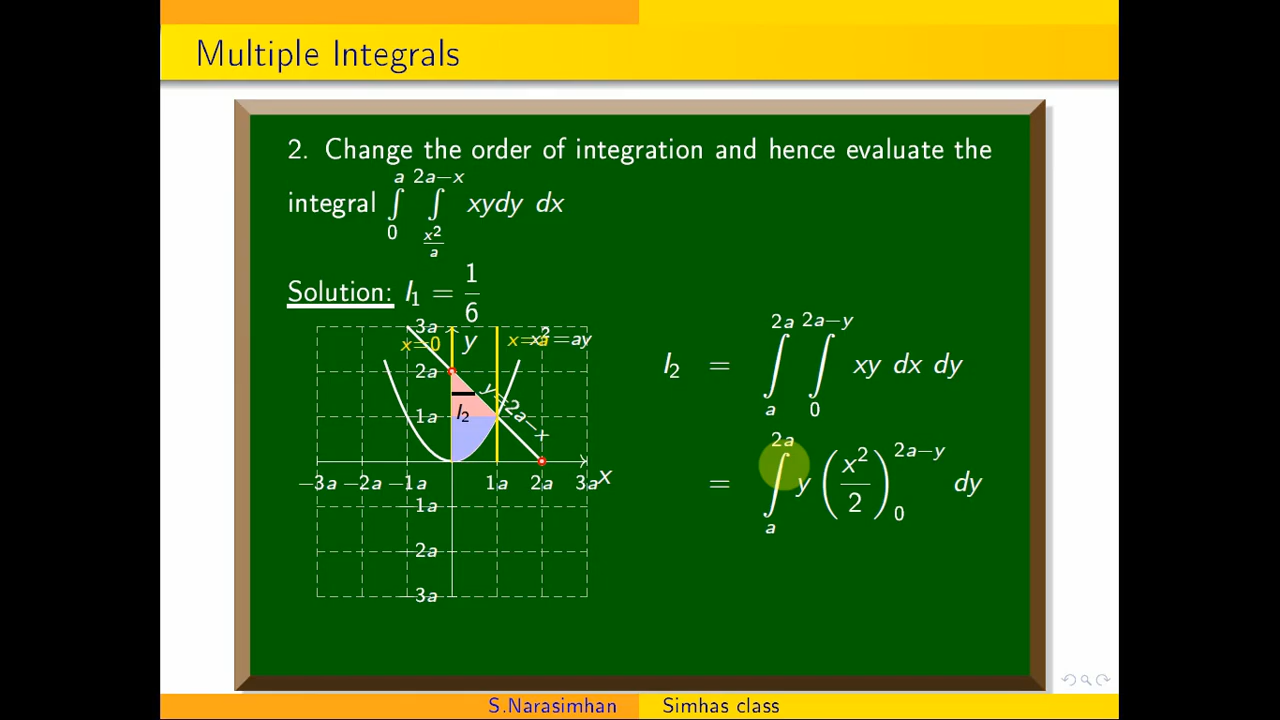 Multiple Integrals
2. Change the order of integration and hence evaluate the
integral ∫_0^a ∫_{x²/a}^{2a−x} xydy dx
Solution: I₁ = 1/6
3a
x=0
y
x=a
x²=ay
2a
y=2a−x
1a
I₂
−3a −2a −1a 1a 2a 3a x
−1a
−2a
−3a
I₂ = ∫_a^{2a} ∫_0^{2a−y} xy dx dy
= ∫_a^{2a} y (x²/2)_0^{2a−y} dy
S.Narasimhan
Simhas class